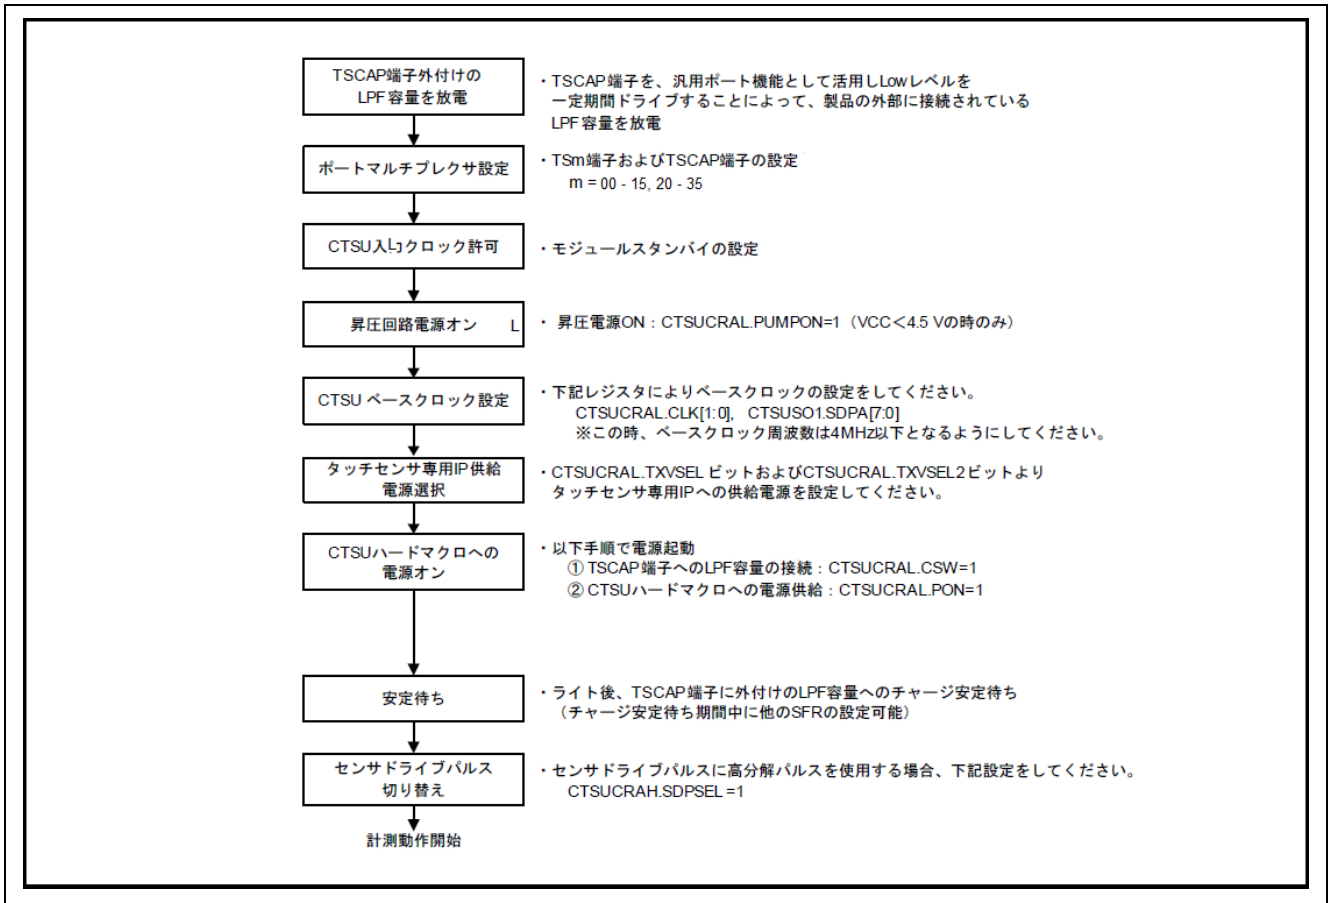 TSCAP端子外付けの
LPF容量を放電
・TSCAP端子を、汎用ポート機能として活用しLowレベルを
一定期間ドライブすることによって、製品の外部に接続されている
LPF容量を放電
ポートマルチプレクサ設定
・TSm端子およびTSCAP端子の設定
m = 00 - 15, 20 - 35
CTSU入クロック許可
・モジュールスタンバイの設定
昇圧回路電源オン L
・ 昇圧電源ON：CTSUCRAL.PUMPON=1（VCC＜4.5 Vの時のみ）
CTSU ベースクロック設定
・下記レジスタによりベースクロックの設定をしてください。
CTSUCRAL.CLK[1:0], CTSUSO1.SDPA[7:0]
※この時、ベースクロック周波数は4MHz以下となるようにしてください。
タッチセンサ専用IP供給
電源選択
・CTSUCRAL.TXVSEL ビットおよびCTSUCRAL.TXVSEL2ビットより
タッチセンサ専用IPへの供給電源を設定してください。
CTSUハードマクロへの
電源オン
・以下手順で電源起動
① TSCAP端子へのLPF容量の接続：CTSUCRAL.CSW=1
② CTSUハードマクロへの電源供給：CTSUCRAL.PON=1
安定待ち
・ライト後、TSCAP端子に外付けのLPF容量へのチャージ安定待ち
（チャージ安定待ち期間中に他のSFRの設定可能）
センサドライブパルス
切り替え
・センサドライブパルスに高分解パルスを使用する場合、下記設定をしてください。
CTSUCRAH.SDPSEL =1
計測動作開始